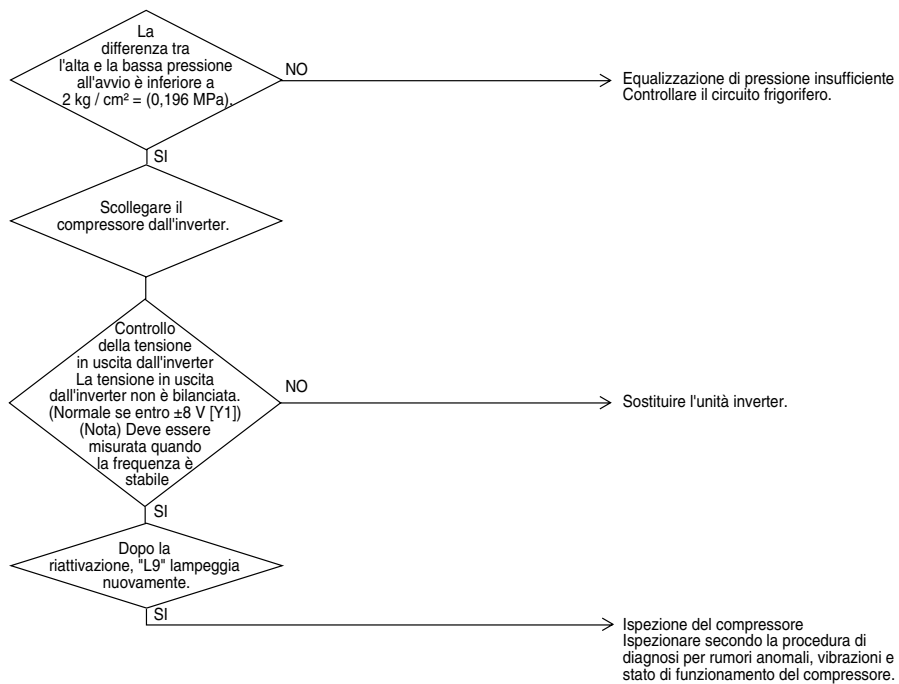 La
differenza tra
l'alta e la bassa pressione
all'avvio è inferiore a
2 kg / cm² = (0,196 MPa).
NO
Equalizzazione di pressione insufficiente
Controllare il circuito frigorifero.
SI
Scollegare il
compressore dall'inverter.
Controllo
della tensione
in uscita dall'inverter
La tensione in uscita
dall'inverter non è bilanciata.
(Normale se entro ±8 V [Y1])
(Nota) Deve essere
misurata quando
la frequenza è
stabile
NO
Sostituire l'unità inverter.
SI
Dopo la
riattivazione, "L9" lampeggia
nuovamente.
SI
Ispezione del compressore
Ispezionare secondo la procedura di
diagnosi per rumori anomali, vibrazioni e
stato di funzionamento del compressore.